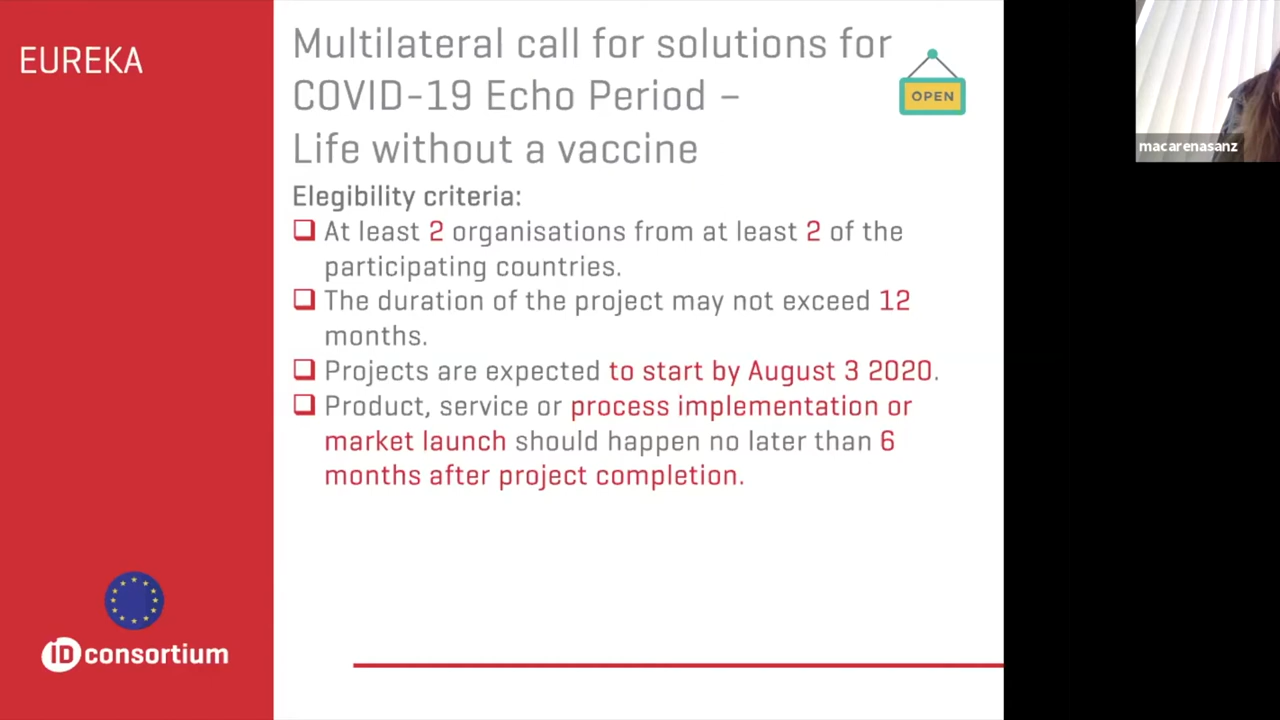 EUREKA
Multilateral call for solutions for
COVID-19 Echo Period –
Life without a vaccine
OPEN
macarenasanz
Elegibility criteria:
At least 2 organisations from at least 2 of the
participating countries.
The duration of the project may not exceed 12
months.
Projects are expected to start by August 3 2020.
Product, service or process implementation or
market launch should happen no later than 6
months after project completion.
iD consortium